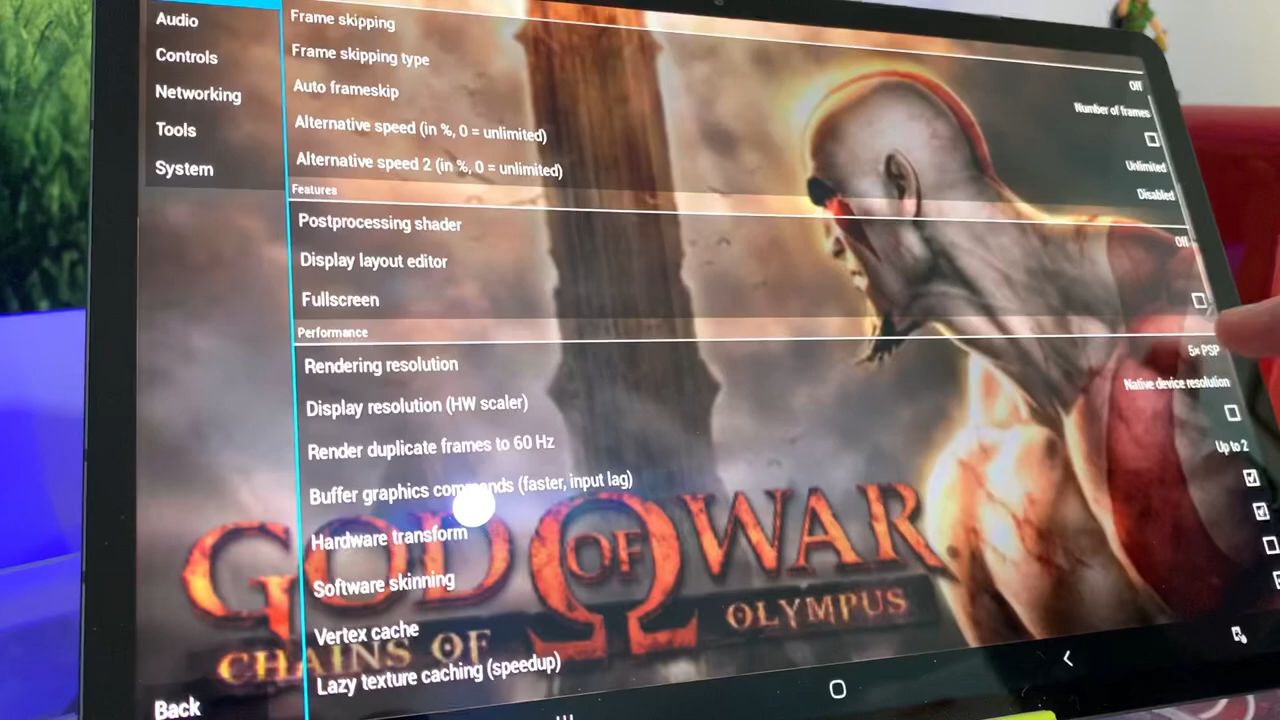 Audio
Controls
Networking
Tools
System
Back
Frame skipping
Off
Frame skipping type
Number of frames
Auto frameskip
Alternative speed (in %, 0 = unlimited)
Unlimited
Alternative speed 2 (in %, 0 = unlimited)
Disabled
Features
Postprocessing shader
Off
Display layout editor
Fullscreen
Performance
Rendering resolution
5× PSP
Display resolution (HW scaler)
Native device resolution
Render duplicate frames to 60 Hz
Buffer graphics commands (faster, input lag)
Up to 2
Hardware transform
Software skinning
Vertex cache
Lazy texture caching (speedup)
GOD OF WAR
CHAINS OF OLYMPUS